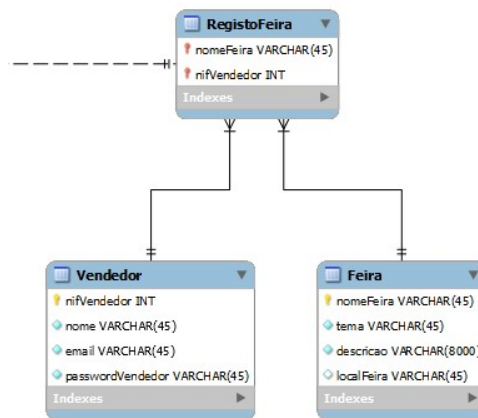 RegistoFeira
nomeFeira VARCHAR(45)
nifVendedor INT
Indexes
Vendedor
nifVendedor INT
nome VARCHAR(45)
email VARCHAR(45)
passwordVendedor VARCHAR(45)
Indexes
Feira
nomeFeira VARCHAR(45)
tema VARCHAR(45)
descricao VARCHAR(8000)
localFeira VARCHAR(45)
Indexes